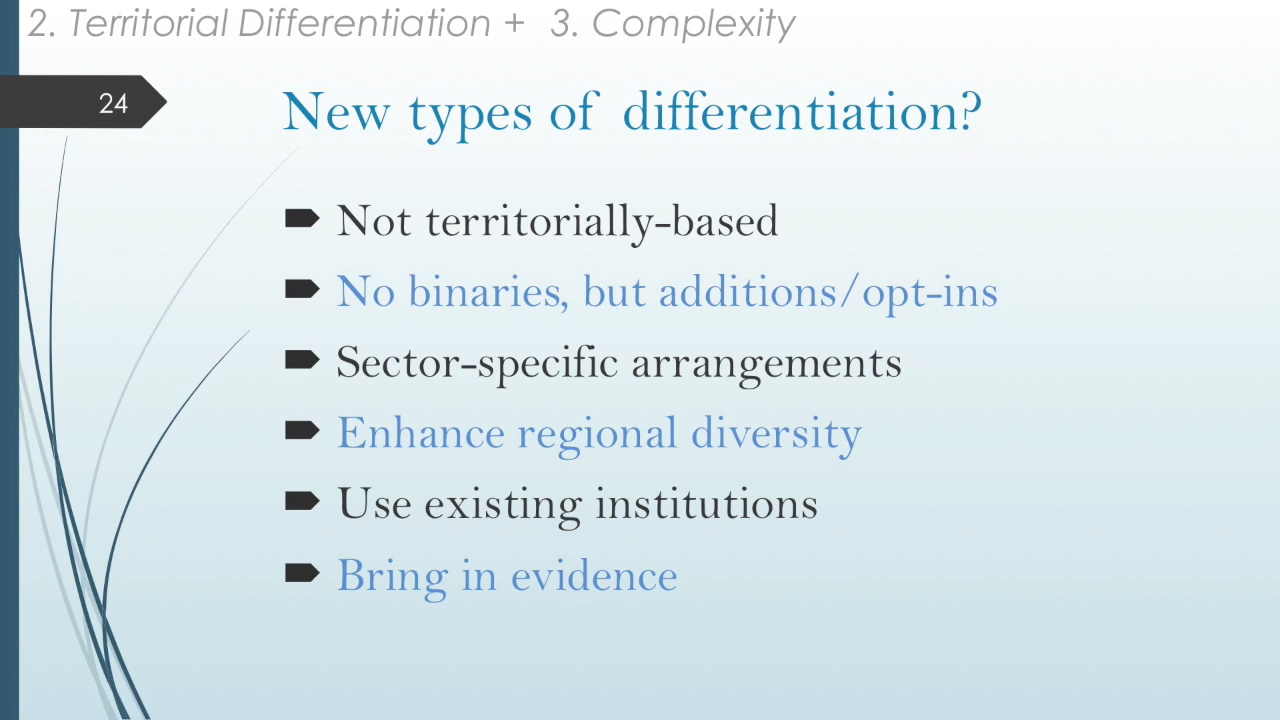 2. Territorial Differentiation + 3. Complexity
24
New types of differentiation?
Not territorially-based
No binaries, but additions/opt-ins
Sector-specific arrangements
Enhance regional diversity
Use existing institutions
Bring in evidence